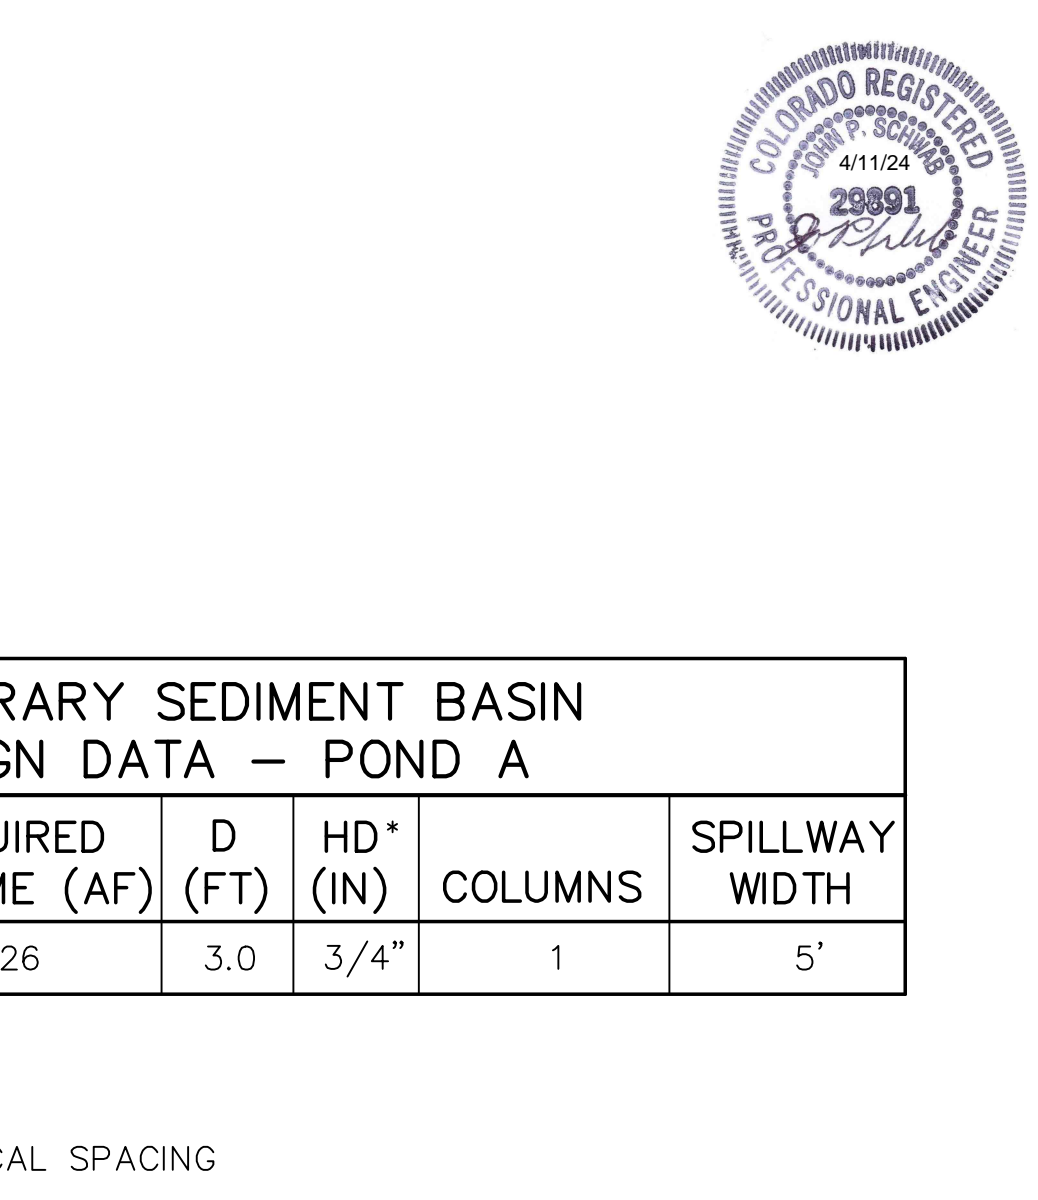 COLORADO REGISTERED
JOHN P. SCHWAB
4/11/24
29891
PROFESSIONAL ENGINEER
RARY SEDIMENT BASIN
GN DATA – POND A
UIRED
ME (AF)
D
(FT)
HD*
(IN)
COLUMNS
SPILLWAY
WIDTH
26
3.0
3/4"
1
5'
CAL SPACING